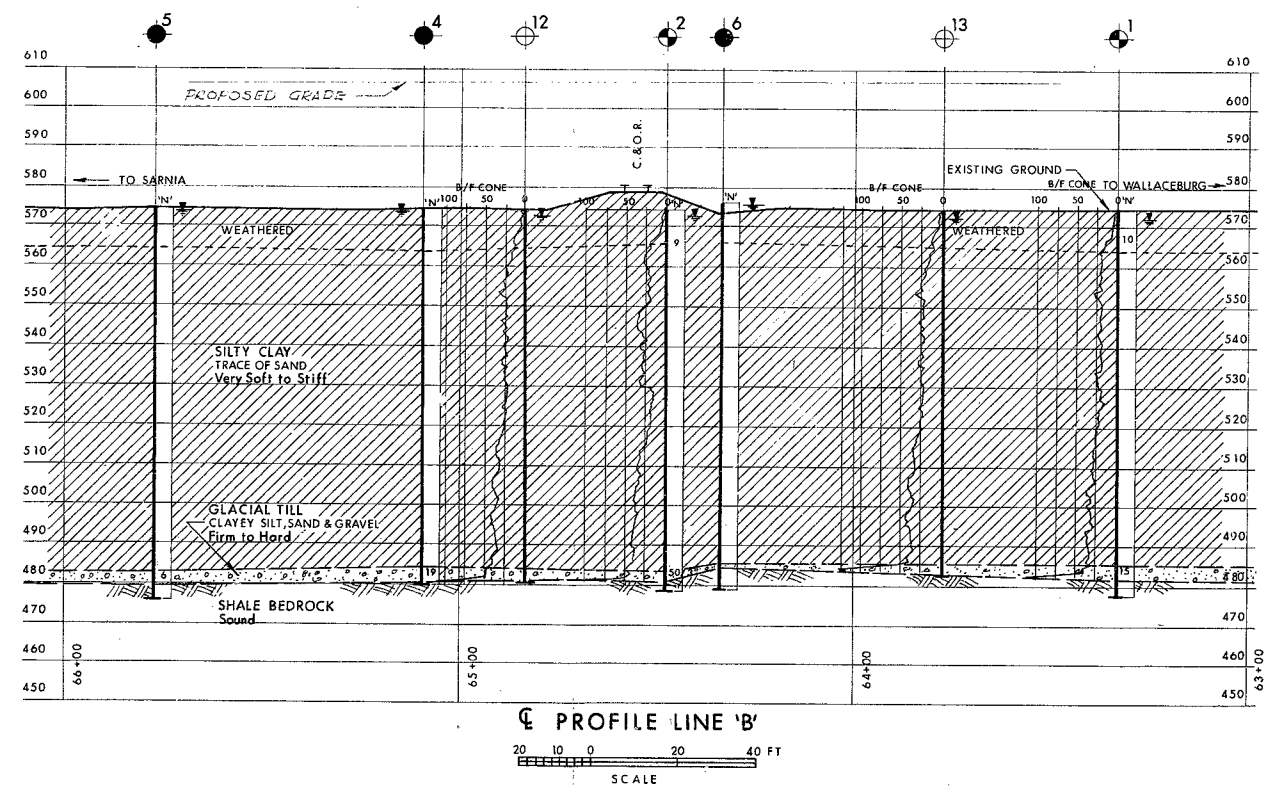 5 4 12 2 6 13 1
610 610
PROPOSED GRADE
600 600
590 590
C.&O.R.
EXISTING GROUND
580 TO SARNIA B/F CONE B/F CONE B/F CONE TO WALLACEBURG 580
'N' 'N' 100 50 0 100 50 0 'N' 'N' 100 50 0 100 50 0 'N'
570 570
WEATHERED WEATHERED
9 10
560 560
550 550
540 540
SILTY CLAY
TRACE OF SAND
Very Soft to Stiff
530 530
520 520
510 510
500 500
GLACIAL TILL
CLAYEY SILT, SAND & GRAVEL
Firm to Hard
490 490
480 19 50 15 480
SHALE BEDROCK
Sound
470 470
460 460
66+00 65+00 64+00 63+00
450 450
℄ PROFILE LINE 'B'
20 10 0 20 40 FT
SCALE